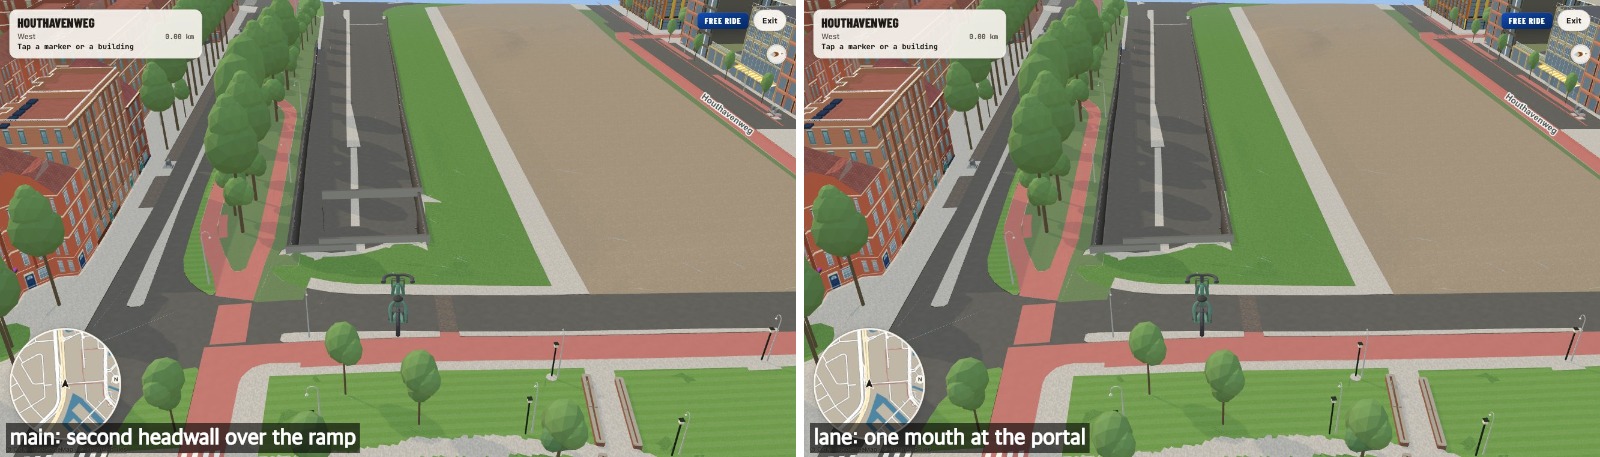 HOUTHAVENWEG
West 0.00 km
Tap a marker or a building
FREE RIDE
Exit
Houthavenweg
N
main: second headwall over the ramp
HOUTHAVENWEG
West 0.00 km
Tap a marker or a building
FREE RIDE
Exit
Houthavenweg
N
lane: one mouth at the portal